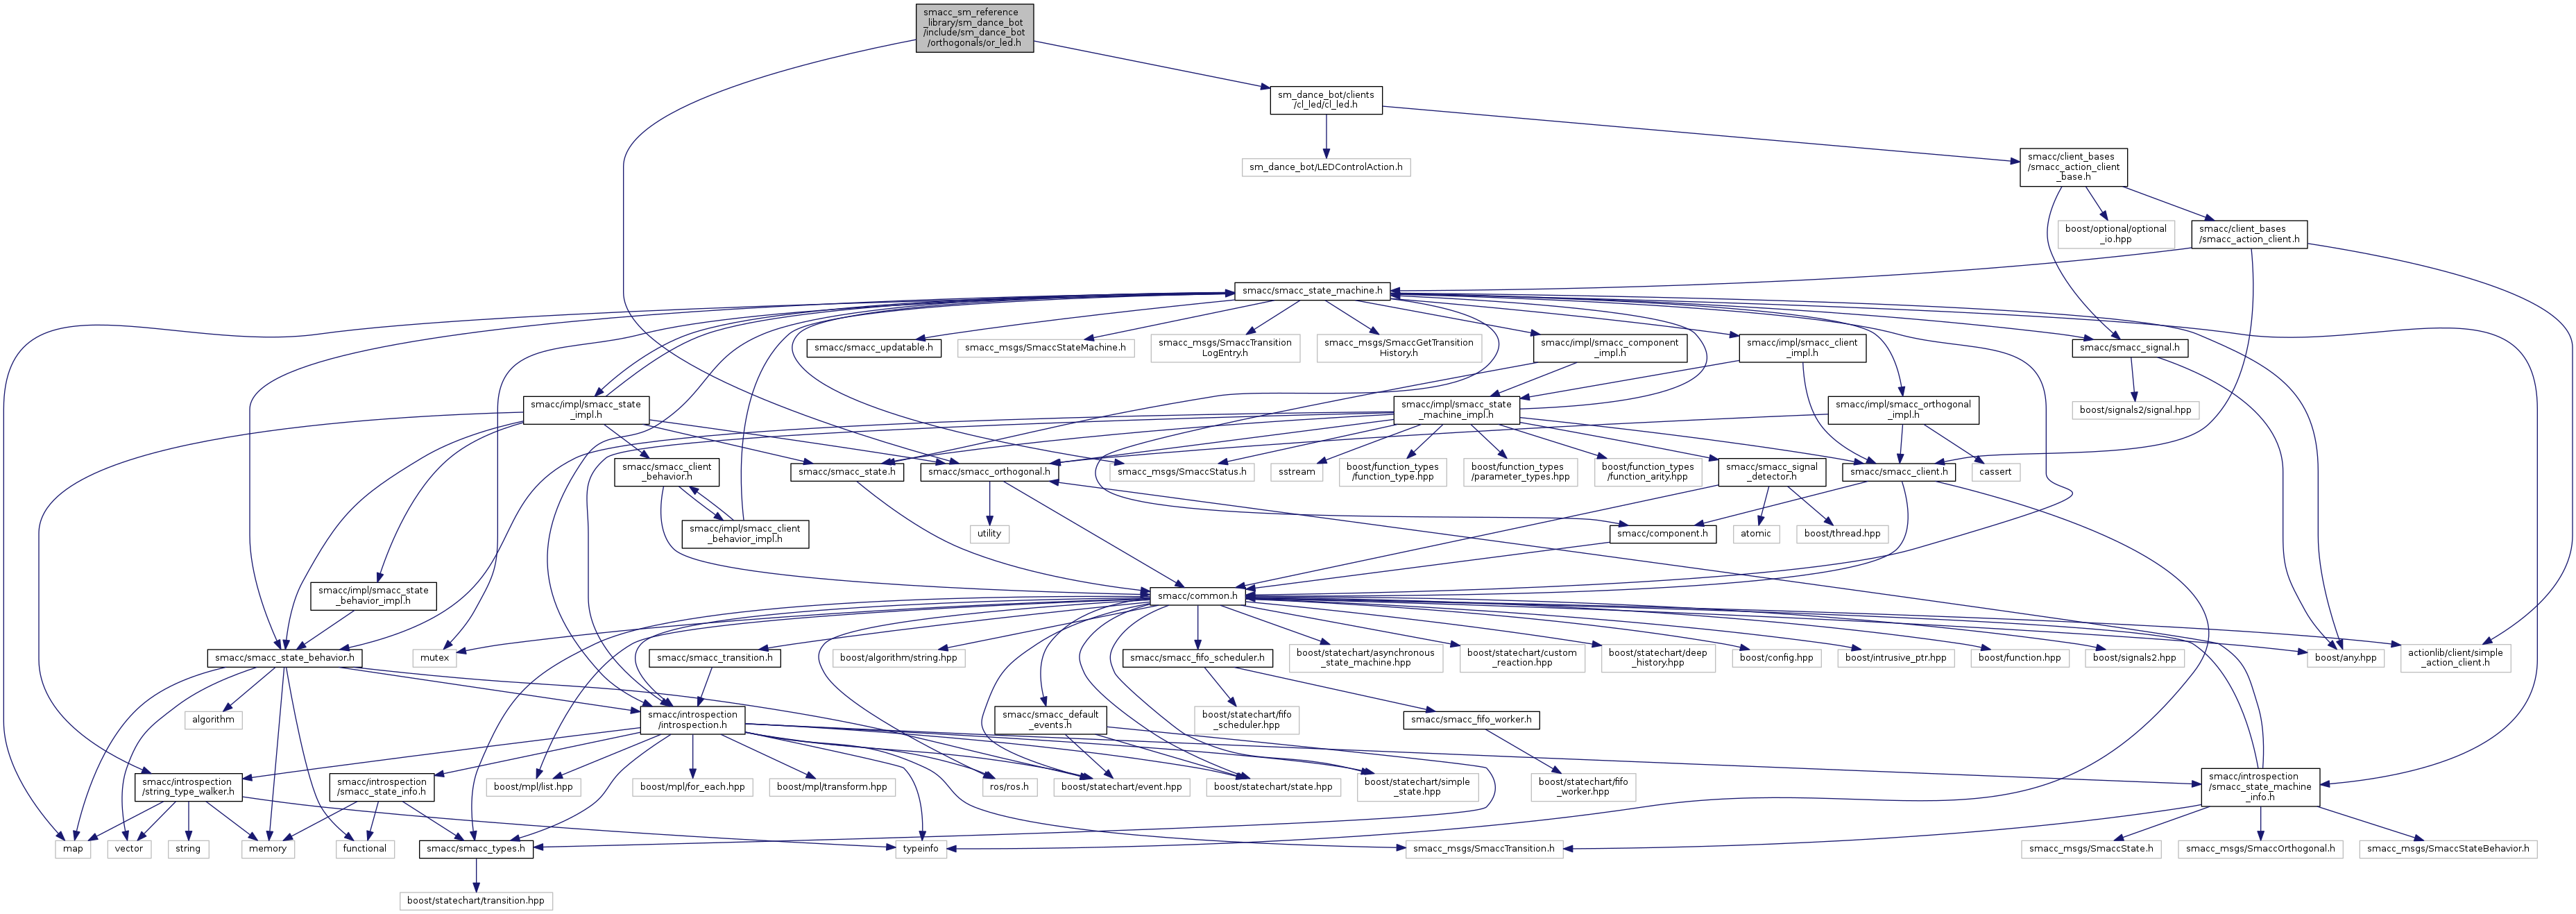 smacc_sm_reference
_library/sm_dance_bot
/include/sm_dance_bot
/orthogonals/or_led.h
sm_dance_bot/clients
/cl_led/cl_led.h
sm_dance_bot/LEDControlAction.h
smacc/client_bases
/smacc_action_client
_base.h
boost/optional/optional
_io.hpp
smacc/client_bases
/smacc_action_client.h
smacc/smacc_state_machine.h
smacc/smacc_updatable.h
smacc_msgs/SmaccStateMachine.h
smacc_msgs/SmaccTransition
LogEntry.h
smacc_msgs/SmaccGetTransition
History.h
smacc/impl/smacc_component
_impl.h
smacc/impl/smacc_client
_impl.h
smacc/smacc_signal.h
smacc/impl/smacc_state
_impl.h
smacc/impl/smacc_state
_machine_impl.h
smacc/impl/smacc_orthogonal
_impl.h
boost/signals2/signal.hpp
smacc/smacc_client
_behavior.h
smacc/smacc_state.h
smacc/smacc_orthogonal.h
smacc_msgs/SmaccStatus.h
sstream
boost/function_types
/function_type.hpp
boost/function_types
/parameter_types.hpp
boost/function_types
/function_arity.hpp
smacc/smacc_signal
_detector.h
smacc/smacc_client.h
cassert
smacc/impl/smacc_client
_behavior_impl.h
utility
smacc/component.h
atomic
boost/thread.hpp
smacc/impl/smacc_state
_behavior_impl.h
smacc/common.h
smacc/smacc_state_behavior.h
mutex
smacc/smacc_transition.h
boost/algorithm/string.hpp
smacc/smacc_fifo_scheduler.h
boost/statechart/asynchronous
_state_machine.hpp
boost/statechart/custom
_reaction.hpp
boost/statechart/deep
_history.hpp
boost/config.hpp
boost/intrusive_ptr.hpp
boost/function.hpp
boost/signals2.hpp
boost/any.hpp
actionlib/client/simple
_action_client.h
algorithm
smacc/introspection
/introspection.h
smacc/smacc_default
_events.h
boost/statechart/fifo
_scheduler.hpp
smacc/smacc_fifo_worker.h
smacc/introspection
/string_type_walker.h
smacc/introspection
/smacc_state_info.h
boost/mpl/list.hpp
boost/mpl/for_each.hpp
boost/mpl/transform.hpp
ros/ros.h
boost/statechart/event.hpp
boost/statechart/state.hpp
boost/statechart/simple
_state.hpp
boost/statechart/fifo
_worker.hpp
smacc/introspection
/smacc_state_machine
_info.h
map
vector
string
memory
functional
smacc/smacc_types.h
typeinfo
smacc_msgs/SmaccTransition.h
smacc_msgs/SmaccState.h
smacc_msgs/SmaccOrthogonal.h
smacc_msgs/SmaccStateBehavior.h
boost/statechart/transition.hpp